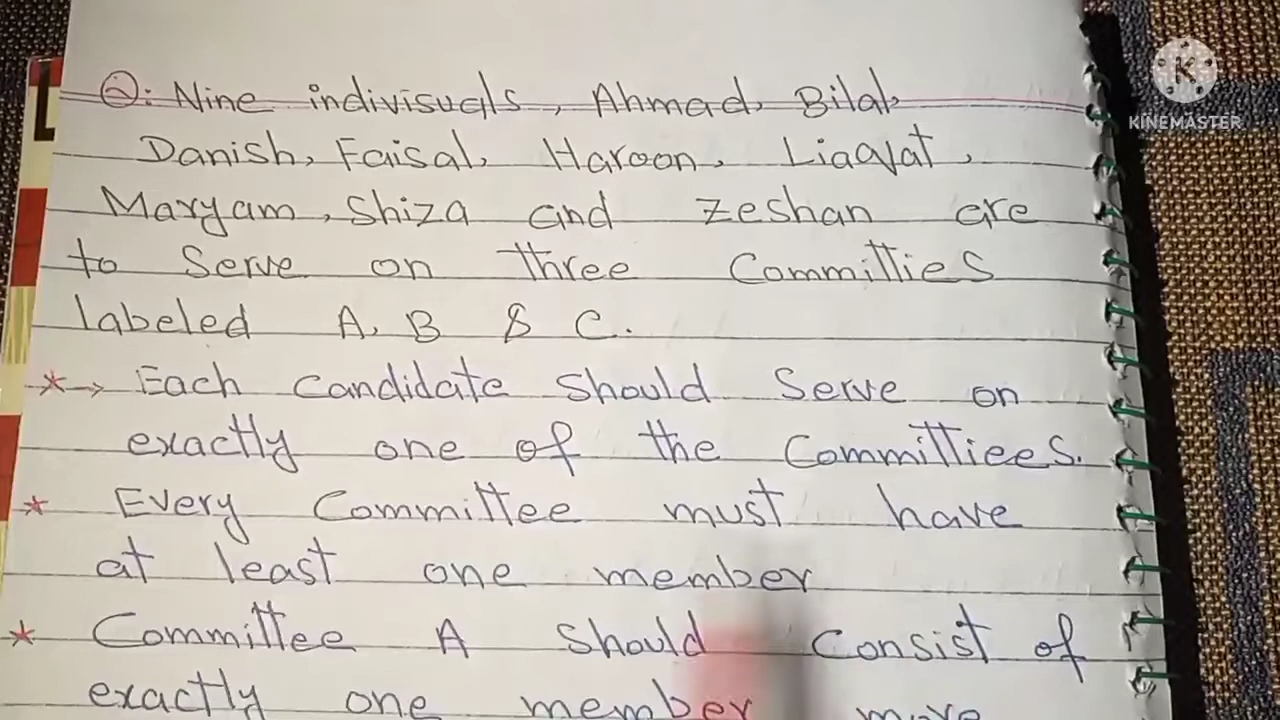 Q: Nine indivisuals, Ahmad, Bilal,
Danish, Faisal, Haroon, Liaqat,
Maryam, Shiza and Zeshan are
to Serve on three Committies
labeled A, B & C.
* → Each Candidate Should Serve on
exactly one of the Committiees.
* Every Committee must have
at least one member
* Committee A Should Consist of
exactly one member more
K
KINEMASTER